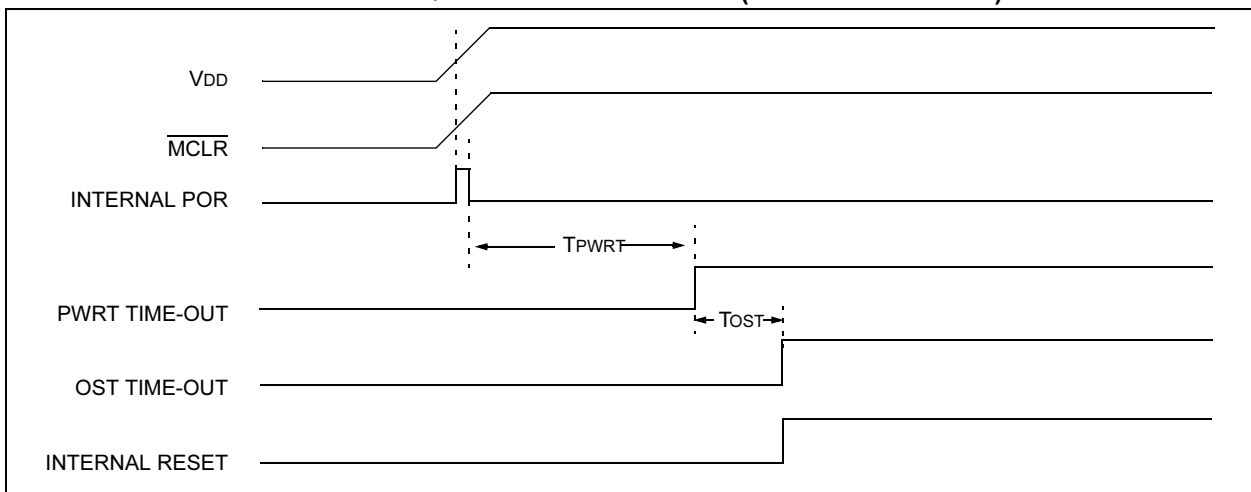 VDD
MCLR
INTERNAL POR
TPWRT
PWRT TIME-OUT
TOST
OST TIME-OUT
INTERNAL RESET